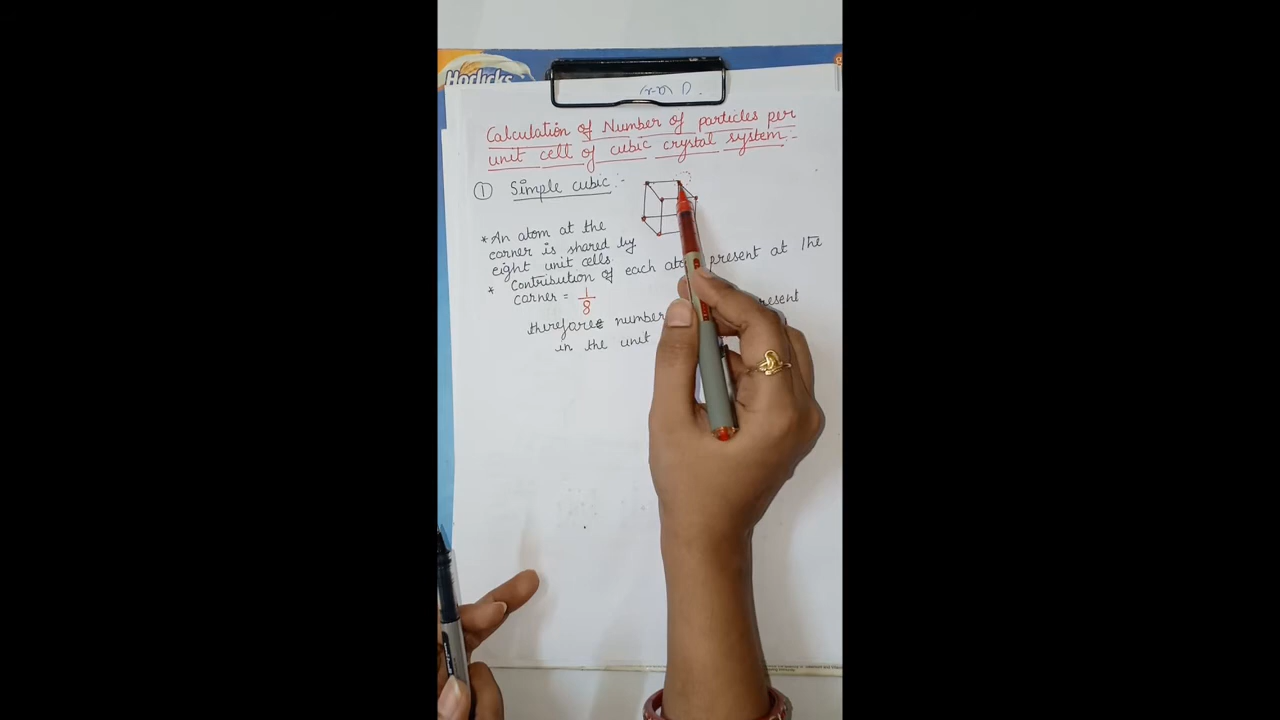 Horlicks
Calculation of Number of particles per
unit cell of cubic crystal system:-
① Simple cubic :-
* An atom at the
corner is shared by
eight unit cells.
* Contribution of each present at the
corner = 1/8
therefore number
in the unit